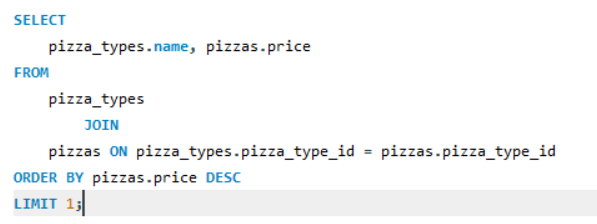 SELECT
    pizza_types.name, pizzas.price
FROM
    pizza_types
        JOIN
    pizzas ON pizza_types.pizza_type_id = pizzas.pizza_type_id
ORDER BY pizzas.price DESC
LIMIT 1;